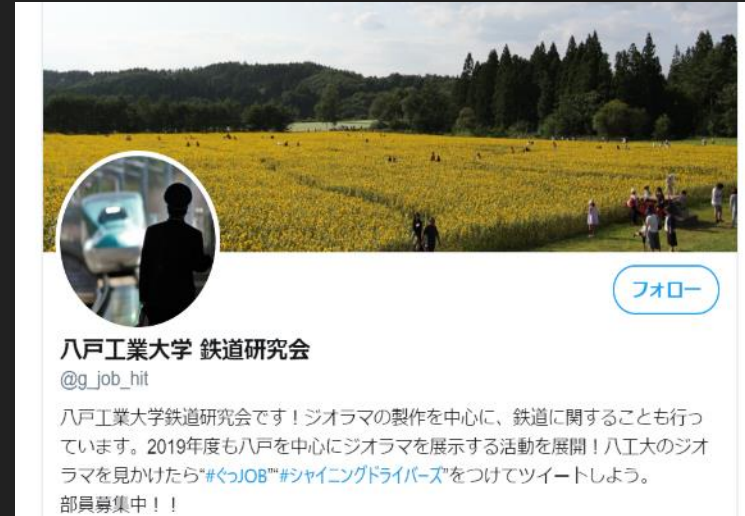 フォロー
八戸工業大学 鉄道研究会
@g_job_hit
八戸工業大学鉄道研究会です！ジオラマの製作を中心に、鉄道に関することも行っ
ています。2019年度も八戸を中心にジオラマを展示する活動を展開！八工大のジオ
ラマを見かけたら“#ぐっJOB”“#シャイニングドライバーズ”をつけてツイートしよう。
部員募集中！！